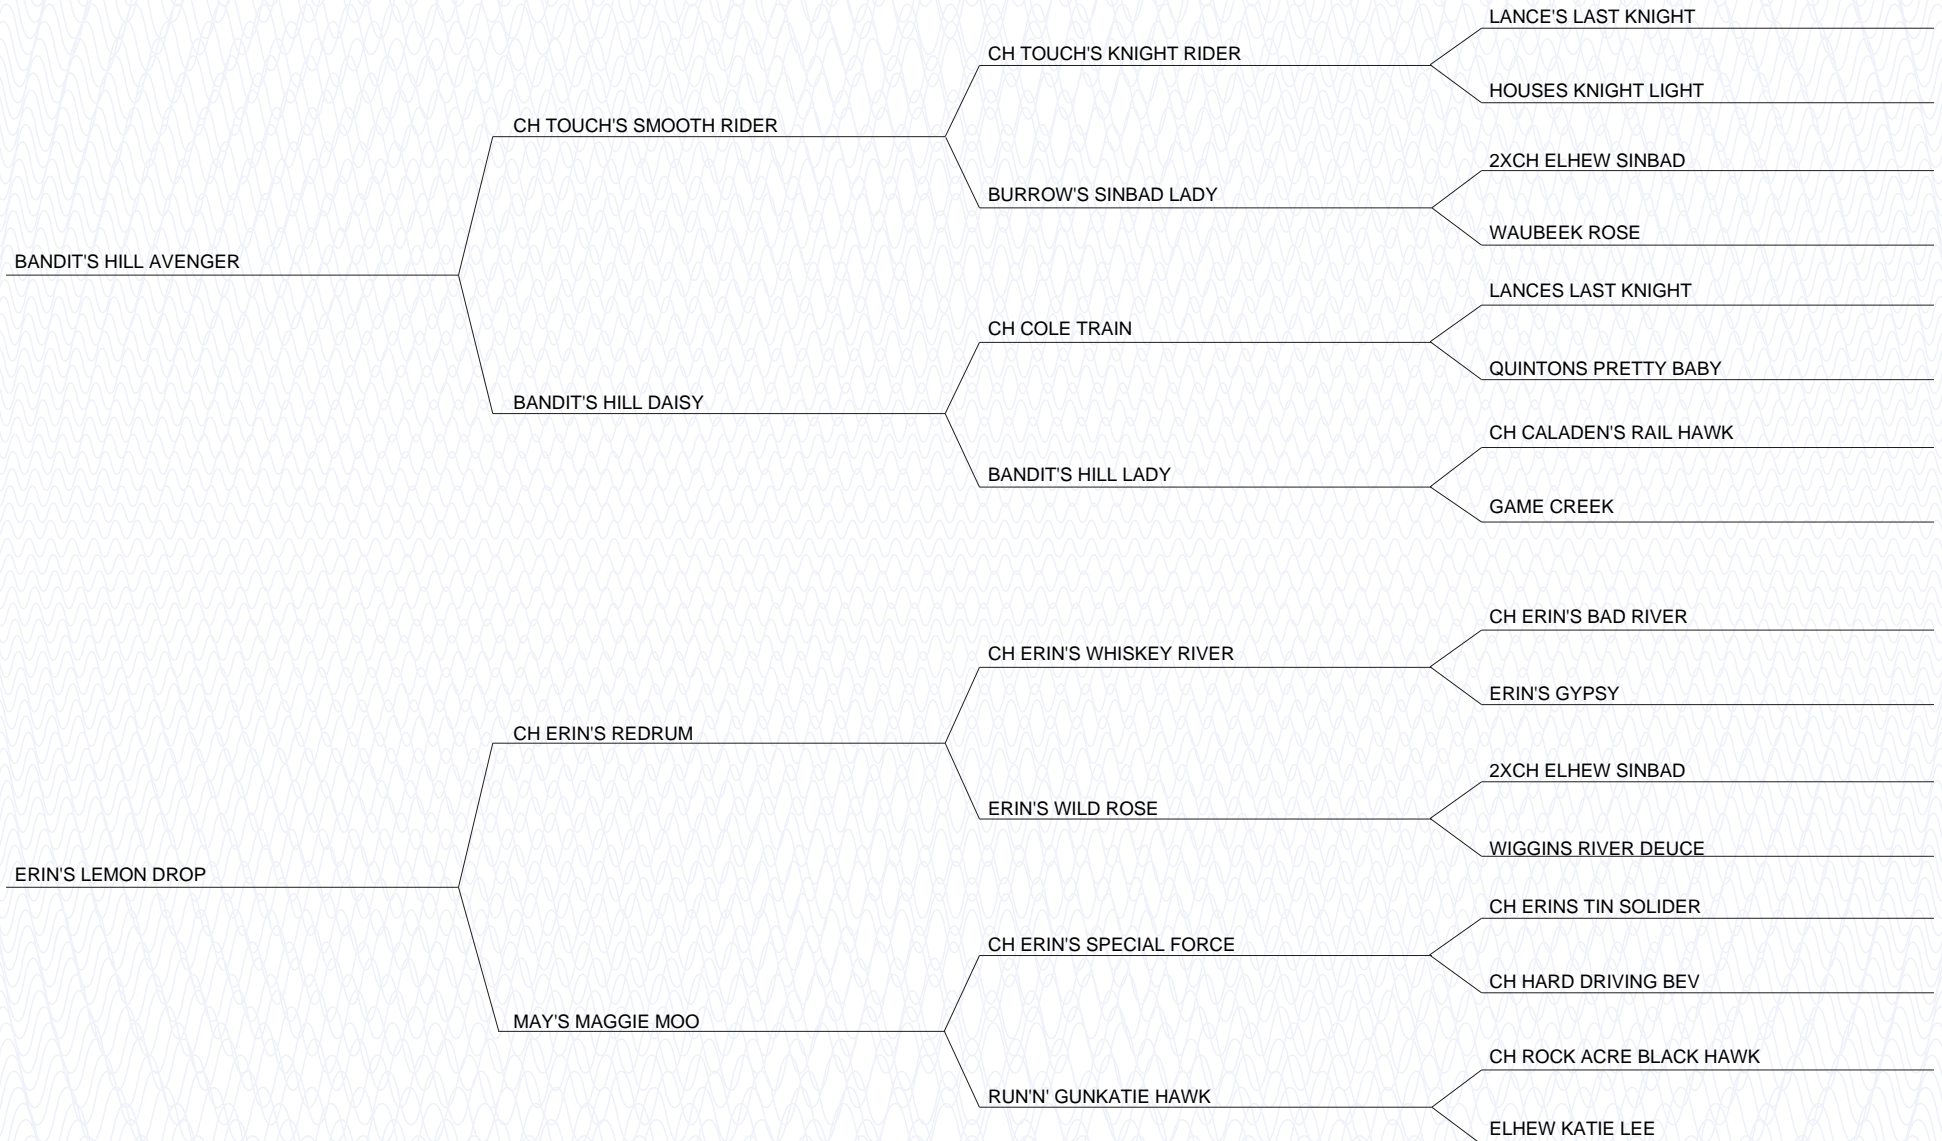 LANCE'S LAST KNIGHT
CH TOUCH'S KNIGHT RIDER
HOUSES KNIGHT LIGHT
CH TOUCH'S SMOOTH RIDER
2XCH ELHEW SINBAD
BURROW'S SINBAD LADY
WAUBEEK ROSE
BANDIT'S HILL AVENGER
LANCES LAST KNIGHT
CH COLE TRAIN
QUINTONS PRETTY BABY
BANDIT'S HILL DAISY
CH CALADEN'S RAIL HAWK
BANDIT'S HILL LADY
GAME CREEK
CH ERIN'S BAD RIVER
CH ERIN'S WHISKEY RIVER
ERIN'S GYPSY
CH ERIN'S REDRUM
2XCH ELHEW SINBAD
ERIN'S WILD ROSE
WIGGINS RIVER DEUCE
ERIN'S LEMON DROP
CH ERINS TIN SOLIDER
CH ERIN'S SPECIAL FORCE
CH HARD DRIVING BEV
MAY'S MAGGIE MOO
CH ROCK ACRE BLACK HAWK
RUN'N' GUNKATIE HAWK
ELHEW KATIE LEE